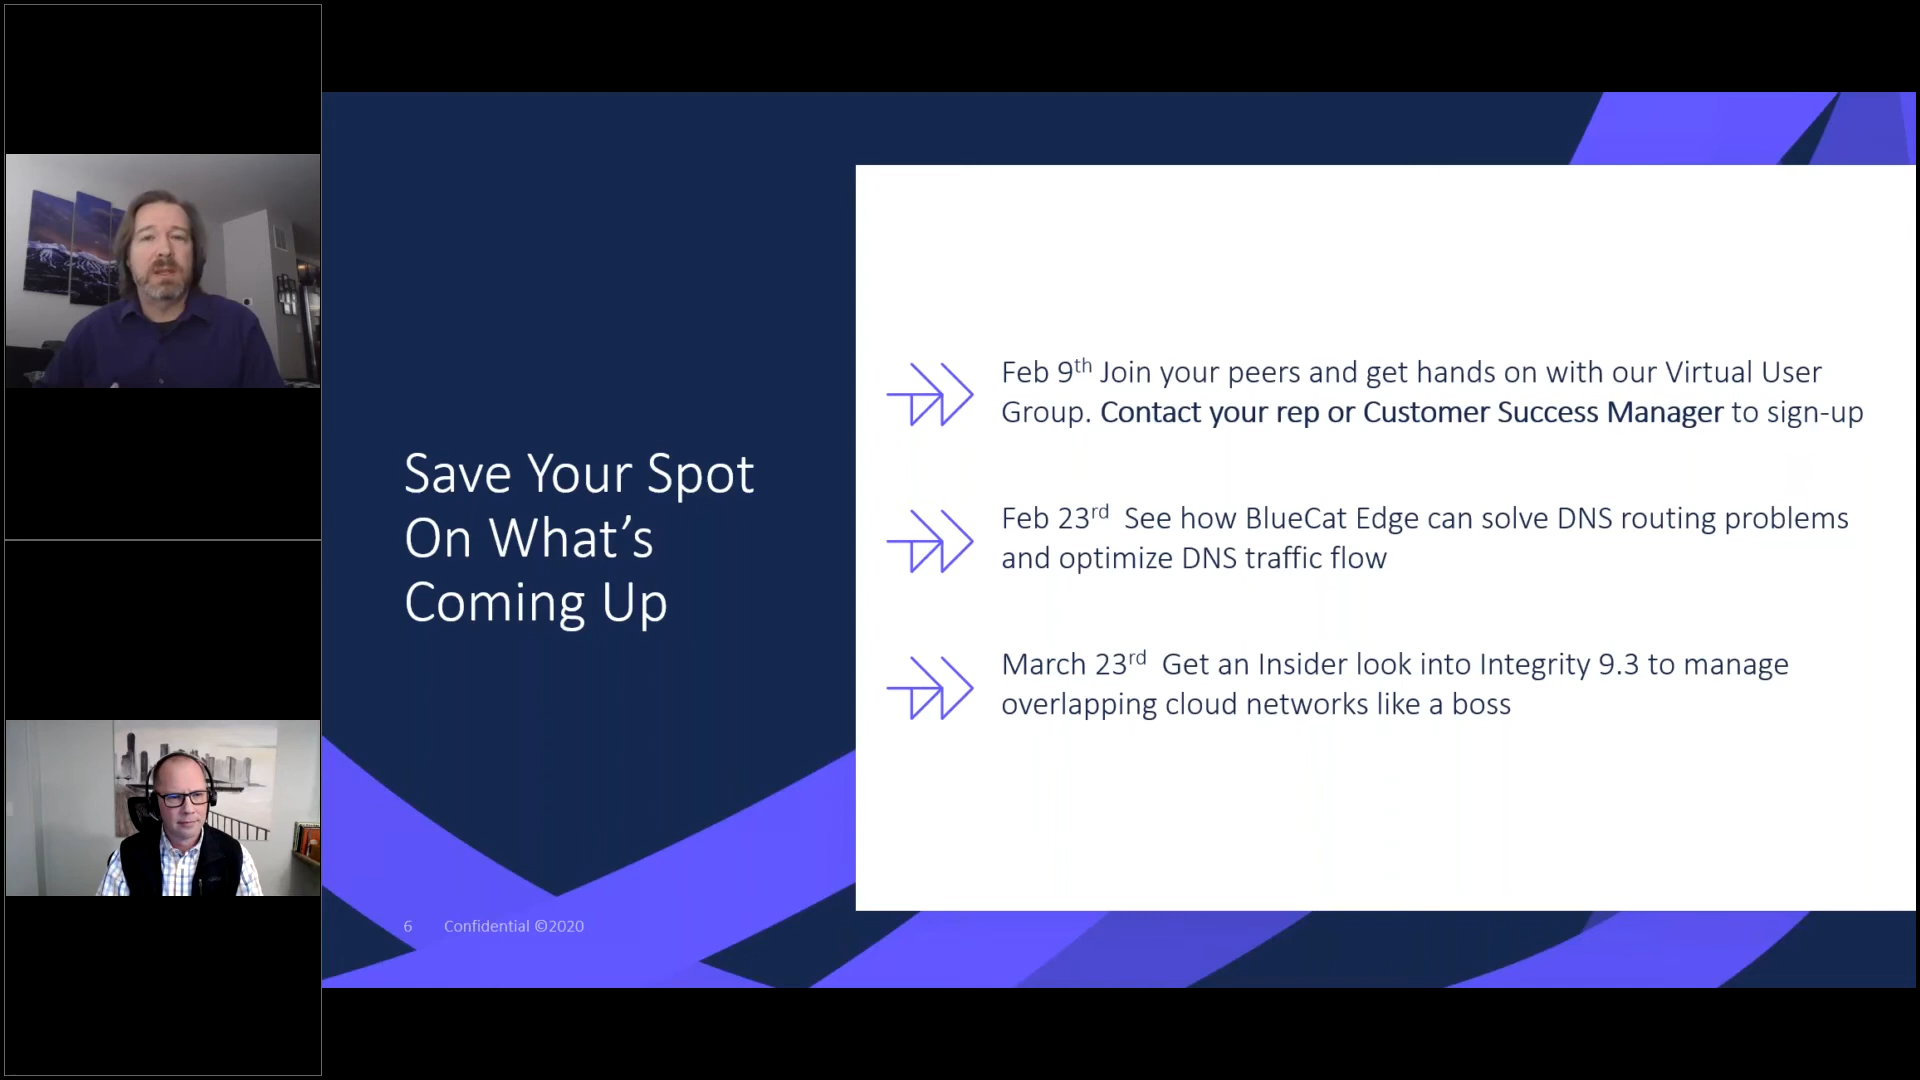 Save Your Spot
On What’s
Coming Up
Feb 9th Join your peers and get hands on with our Virtual User
Group. Contact your rep or Customer Success Manager to sign-up
Feb 23rd  See how BlueCat Edge can solve DNS routing problems
and optimize DNS traffic flow
March 23rd  Get an Insider look into Integrity 9.3 to manage
overlapping cloud networks like a boss
6 Confidential ©2020